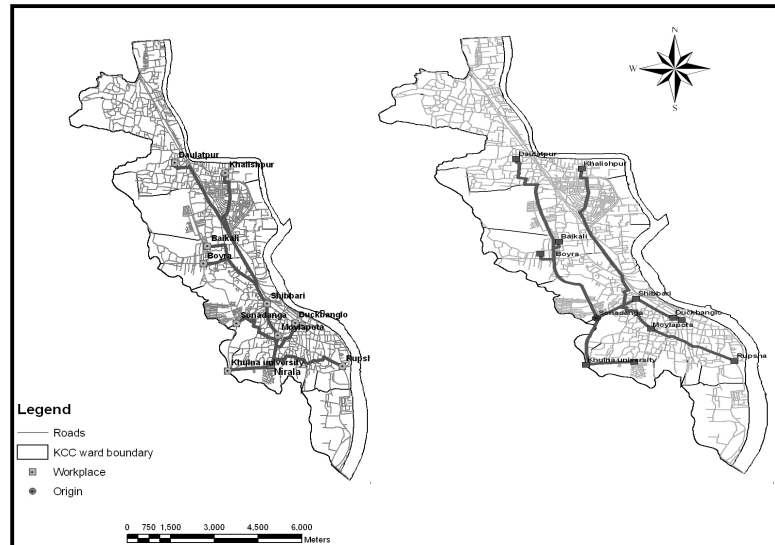 N
W
S
Daulatpur
Khalishpur
Baikali
Boyra
Shibbari
Sonadanga
Duckbanglo
Moylapota
Khulna university
Nirala
Daulatpur
Khalishpur
Baikali
Boyra
Shibbari
Sonadanga
Duckbanglo
Moylapota
Khulna university
Rupsha
Legend
Roads
KCC ward boundary
Workplace
Origin
0 750 1,500 3,000 4,500 6,000
Meters